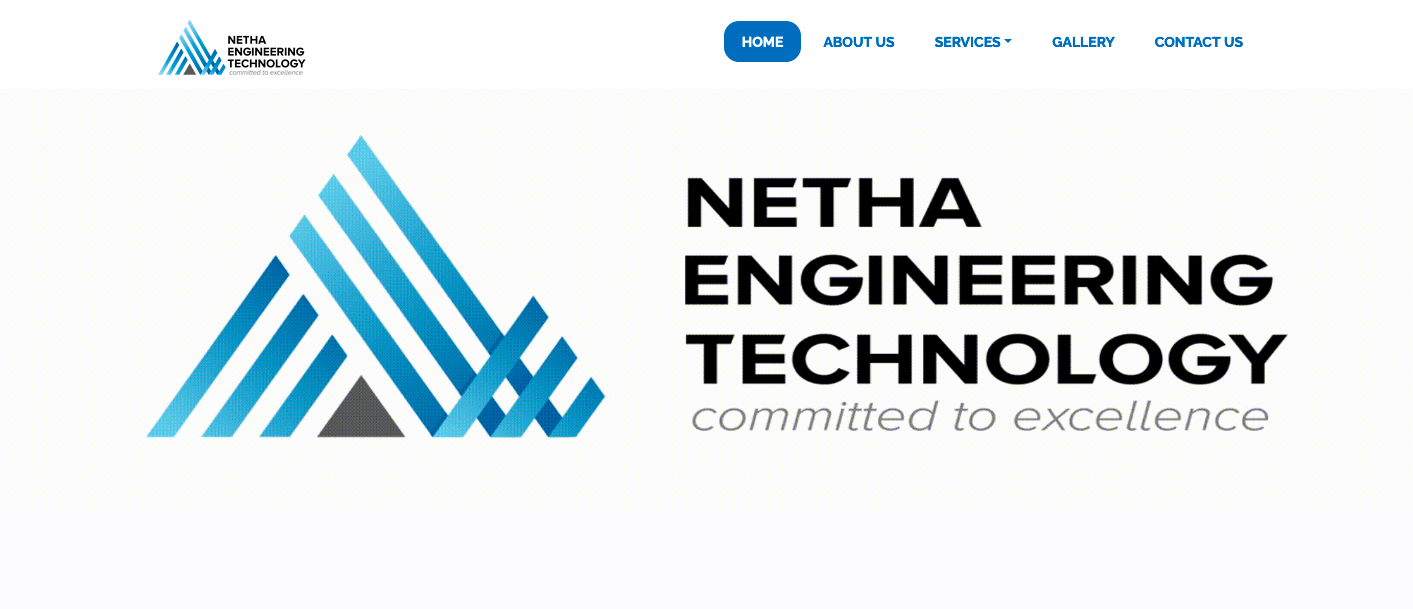 NETHA
ENGINEERING
TECHNOLOGY
committed to excellence
HOME ABOUT US SERVICES GALLERY CONTACT US
NETHA
ENGINEERING
TECHNOLOGY
committed to excellence